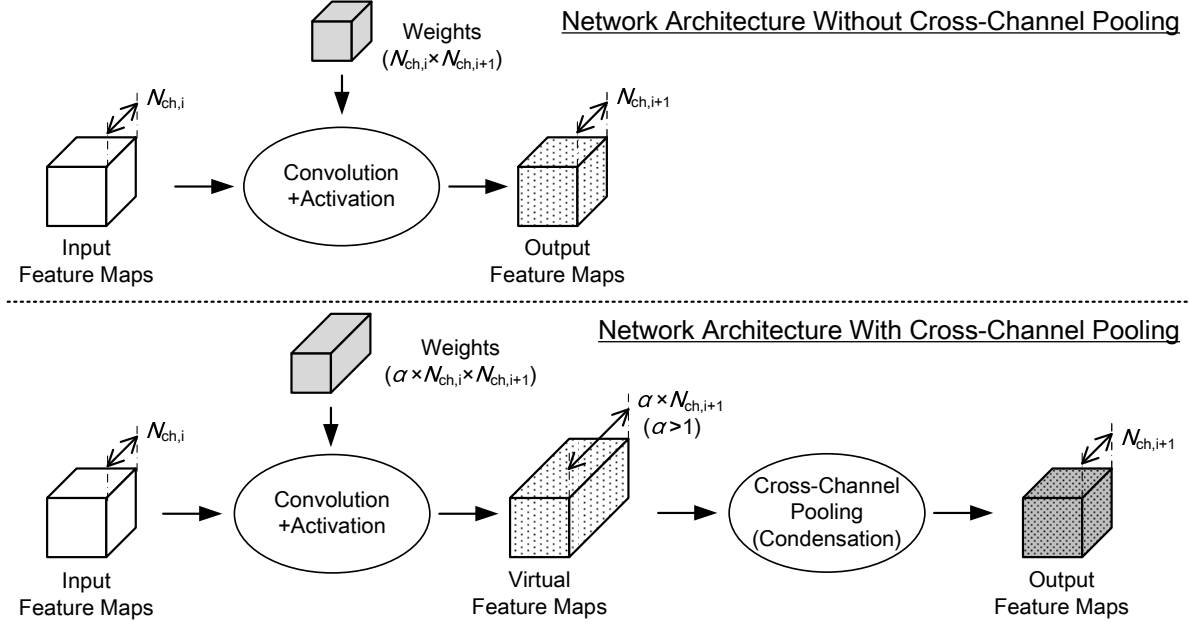 Network Architecture Without Cross-Channel Pooling
Weights
(Nch,i×Nch,i+1)
Nch,i
Nch,i+1
Convolution
+Activation
Input
Feature Maps
Output
Feature Maps
Network Architecture With Cross-Channel Pooling
Weights
(α×Nch,i×Nch,i+1)
Nch,i
α×Nch,i+1
(α>1)
Nch,i+1
Convolution
+Activation
Cross-Channel
Pooling
(Condensation)
Input
Feature Maps
Virtual
Feature Maps
Output
Feature Maps